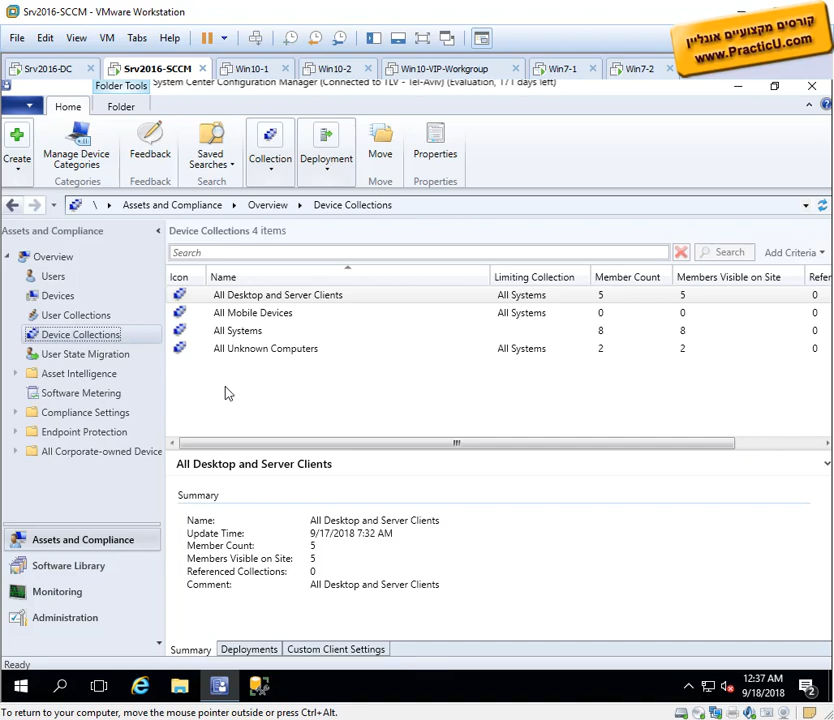 Srv2016-SCCM - VMware Workstation
File Edit View VM Tabs Help
קורסים מקצועיים אונליין
www.PracticU.com
Srv2016-DC Srv2016-SCCM Win10-1 Win10-2 Win10-VIP-Workgroup Win7-1 Win7-2
Folder Tools System Center Configuration Manager (Connected to TLV - Tel-Aviv) (Evaluation, 171 days left)
Home Folder
Create
Manage Device Categories
Feedback
Saved Searches
Collection
Deployment
Move
Properties
Categories Feedback Search Move Properties
\ Assets and Compliance Overview Device Collections
Assets and Compliance
Overview
Users
Devices
User Collections
Device Collections
User State Migration
Asset Intelligence
Software Metering
Compliance Settings
Endpoint Protection
All Corporate-owned Device
Assets and Compliance
Software Library
Monitoring
Administration
Device Collections 4 items
Search Search Add Criteria
Icon Name Limiting Collection Member Count Members Visible on Site Refer
All Desktop and Server Clients All Systems 5 5 0
All Mobile Devices All Systems 0 0 0
All Systems 8 8 0
All Unknown Computers All Systems 2 2 0
All Desktop and Server Clients
Summary
Name: All Desktop and Server Clients
Update Time: 9/17/2018 7:32 AM
Member Count: 5
Members Visible on Site: 5
Referenced Collections: 0
Comment: All Desktop and Server Clients
Summary Deployments Custom Client Settings
Ready
12:37 AM
9/18/2018
2
To return to your computer, move the mouse pointer outside or press Ctrl+Alt.